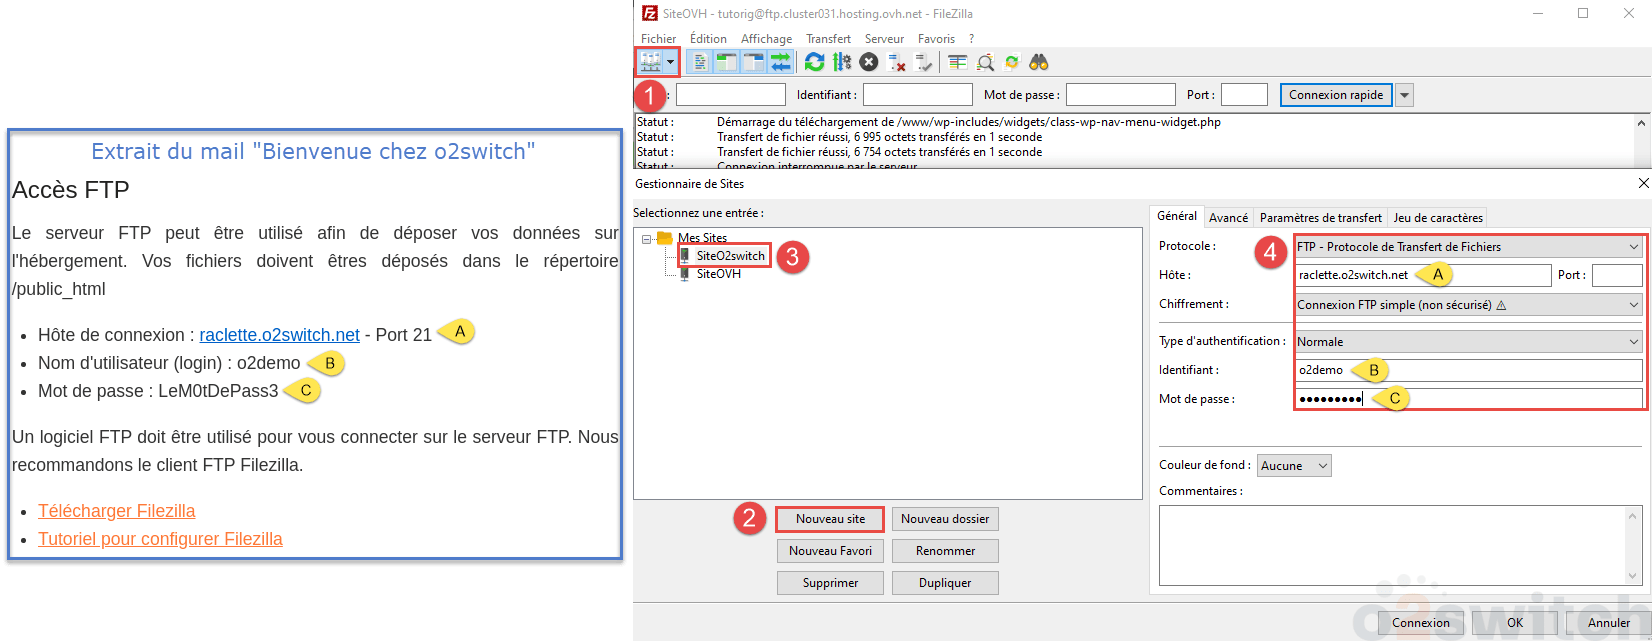 Extrait du mail "Bienvenue chez o2switch"
Accès FTP
Le serveur FTP peut être utilisé afin de déposer vos données sur
l'hébergement. Vos fichiers doivent êtres déposés dans le répertoire
/public_html
Hôte de connexion : raclette.o2switch.net - Port 21 A
Nom d'utilisateur (login) : o2demo B
Mot de passe : LeM0tDePass3 C
Un logiciel FTP doit être utilisé pour vous connecter sur le serveur FTP. Nous
recommandons le client FTP Filezilla.
Télécharger Filezilla
Tutoriel pour configurer Filezilla
SiteOVH - tutorig@ftp.cluster031.hosting.ovh.net - FileZilla
Fichier Édition Affichage Transfert Serveur Favoris ?
1 : Identifiant : Mot de passe : Port : Connexion rapide
Statut : Démarrage du téléchargement de /www/wp-includes/widgets/class-wp-nav-menu-widget.php
Statut : Transfert de fichier réussi, 6 995 octets transférés en 1 seconde
Statut : Transfert de fichier réussi, 6 754 octets transférés en 1 seconde
Statut : Connexion interrompue par le serveur
Gestionnaire de Sites
Selectionnez une entrée :
Mes Sites
SiteO2switch 3
SiteOVH
2 Nouveau site Nouveau dossier
Nouveau Favori Renommer
Supprimer Dupliquer
Général Avancé Paramètres de transfert Jeu de caractères
Protocole : 4 FTP - Protocole de Transfert de Fichiers
Hôte : raclette.o2switch.net A Port :
Chiffrement : Connexion FTP simple (non sécurisé) ⚠
Type d'authentification : Normale
Identifiant : o2demo B
Mot de passe : ●●●●●●●●● C
Couleur de fond : Aucune
Commentaires :
o2switch
Connexion OK Annuler